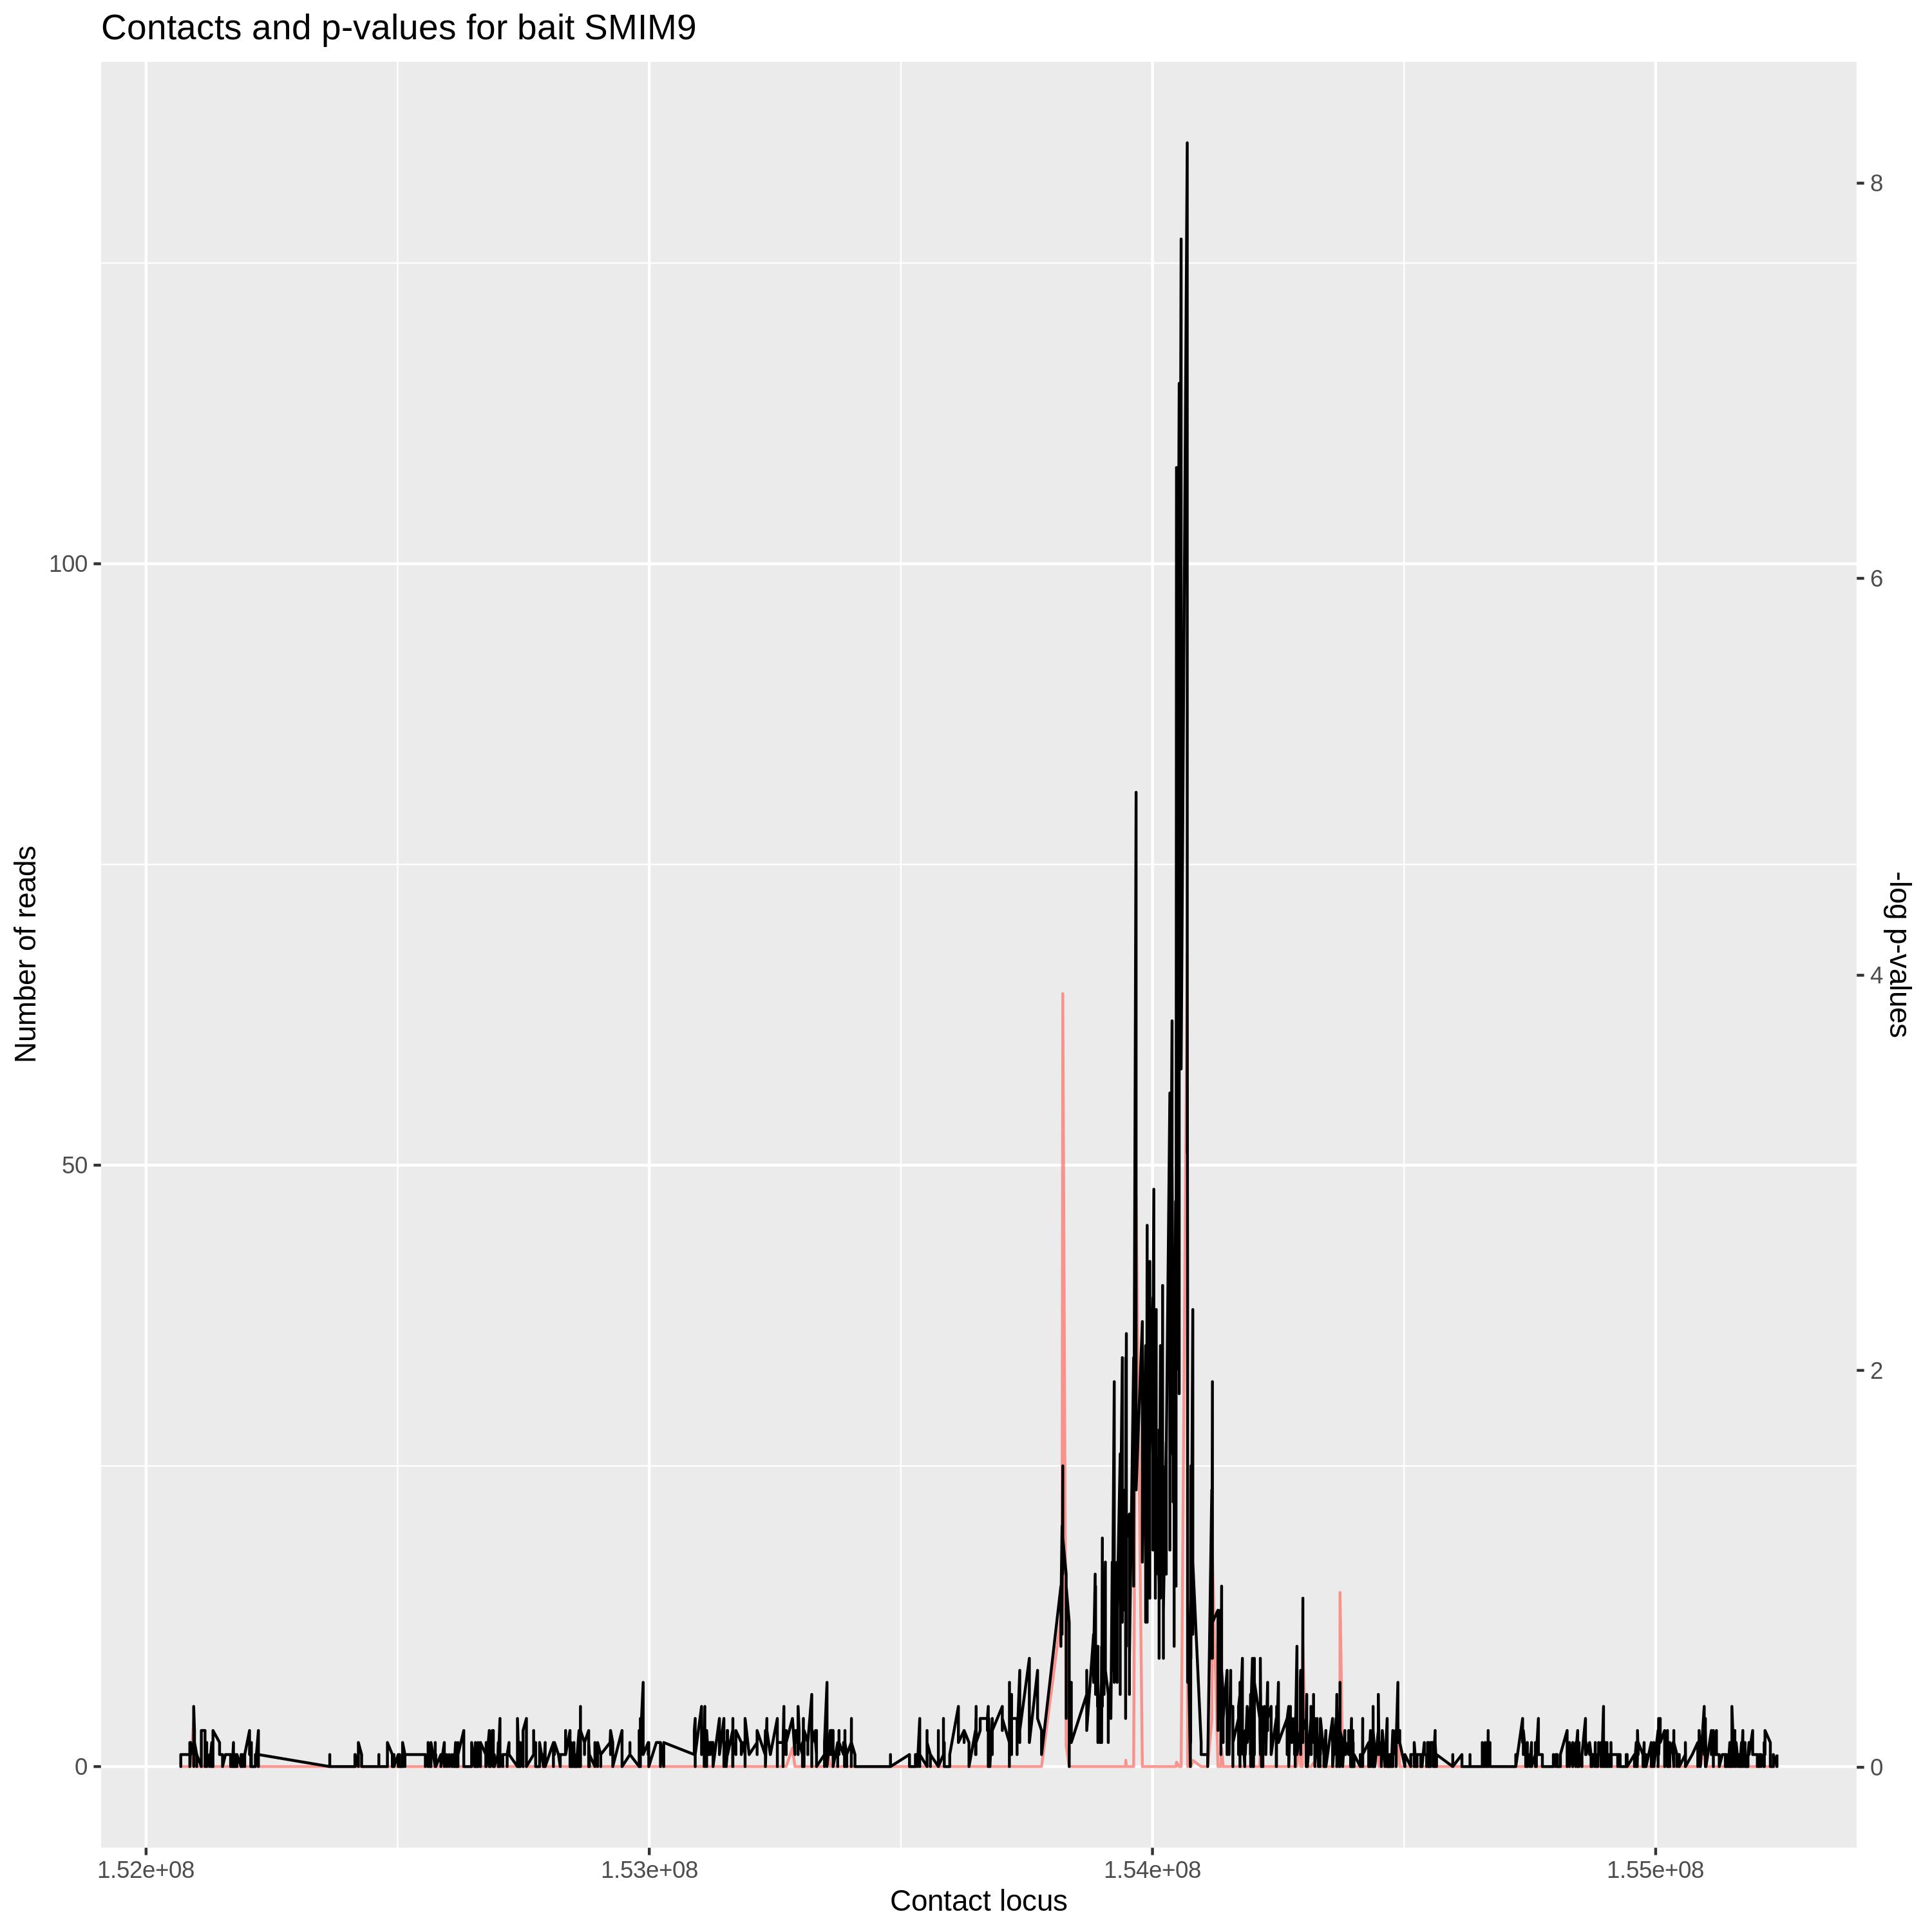 Contacts and p-values for bait SMIM9
Number of reads
100
50
0
8
6
4
2
0
-log p-values
1.52e+08
1.53e+08
1.54e+08
1.55e+08
Contact locus